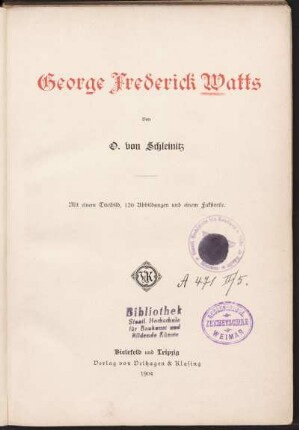 George Frederick Watts
Von
O. von Schleinitz
Mit einem Titelbild, 120 Abbildungen und einem Faksimile.
VK
A 471 II/5.
Bibliothek
Staatl. Hochschule
für Baukunst und
Bildende Künste
WEIMAR
Bielefeld und Leipzig
Verlag von Velhagen & Klasing
1904